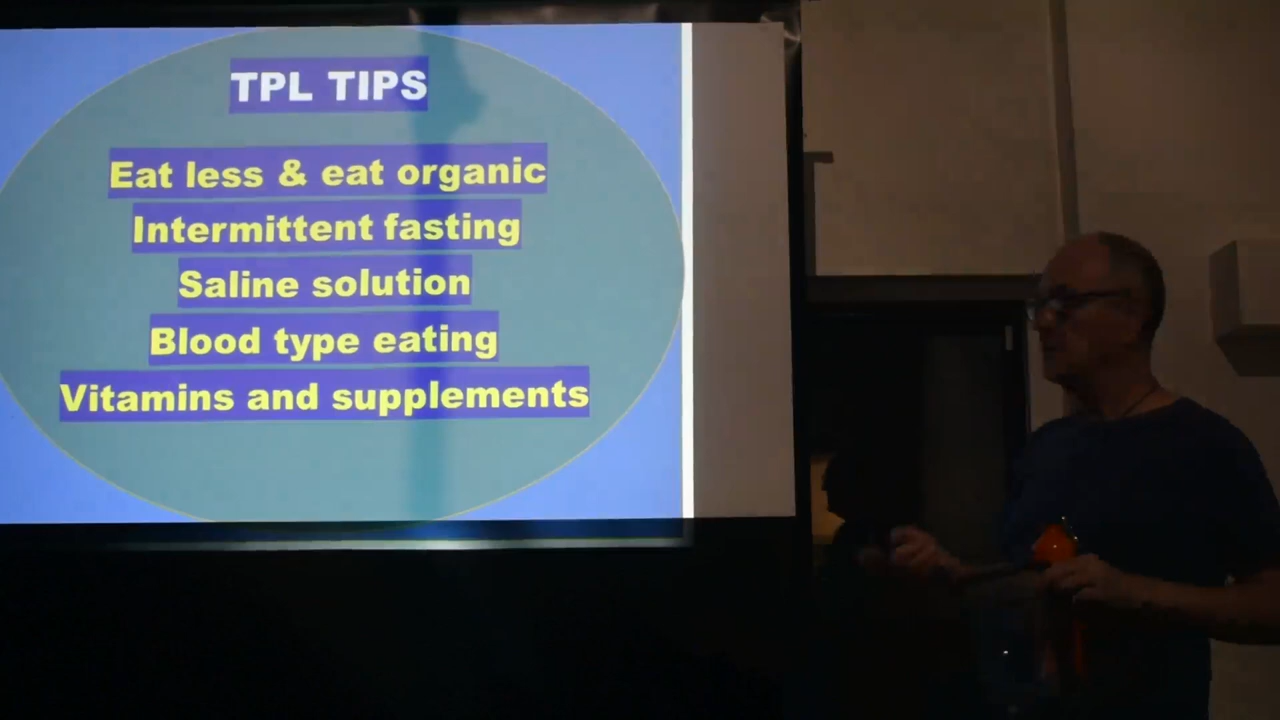 TPL TIPS
Eat less & eat organic
Intermittent fasting
Saline solution
Blood type eating
Vitamins and supplements